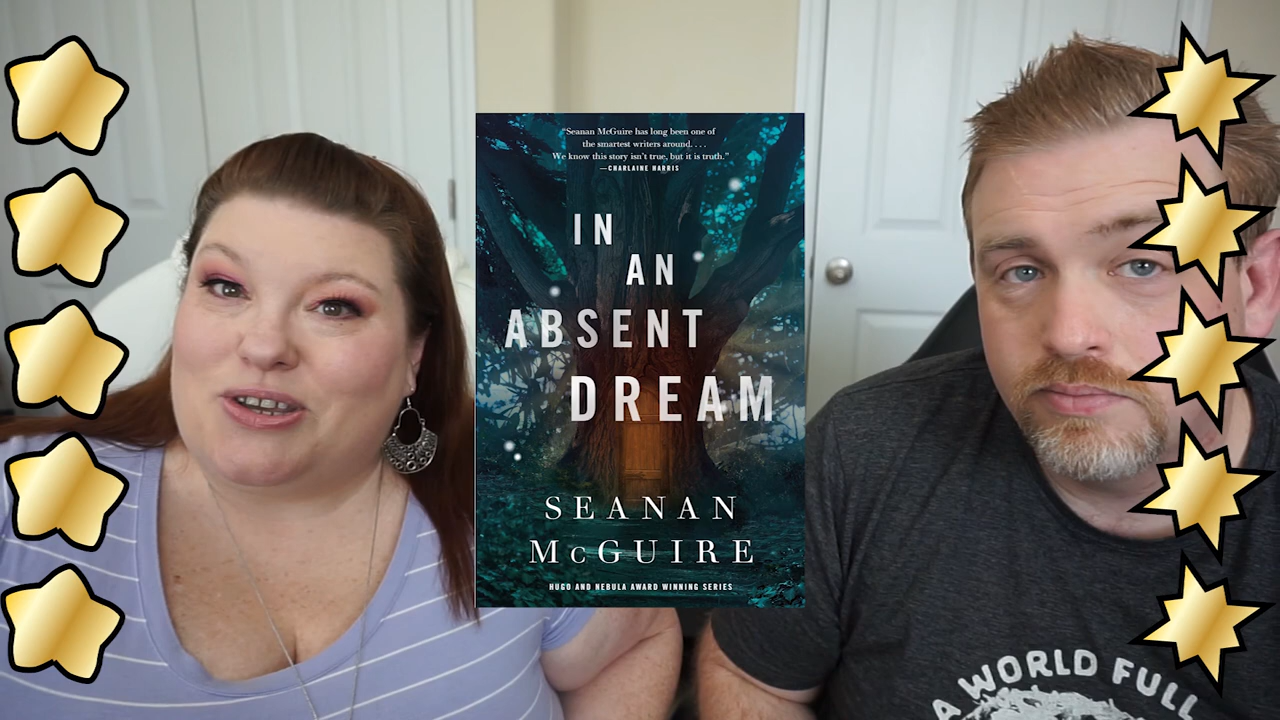 “Seanan McGuire has long been one of
the smartest writers around. . . .
We know this story isn’t true, but it is truth.”
—CHARLAINE HARRIS
IN
AN
ABSENT
DREAM
SEANAN
McGUIRE
HUGO AND NEBULA AWARD WINNING SERIES
A WORLD FULL